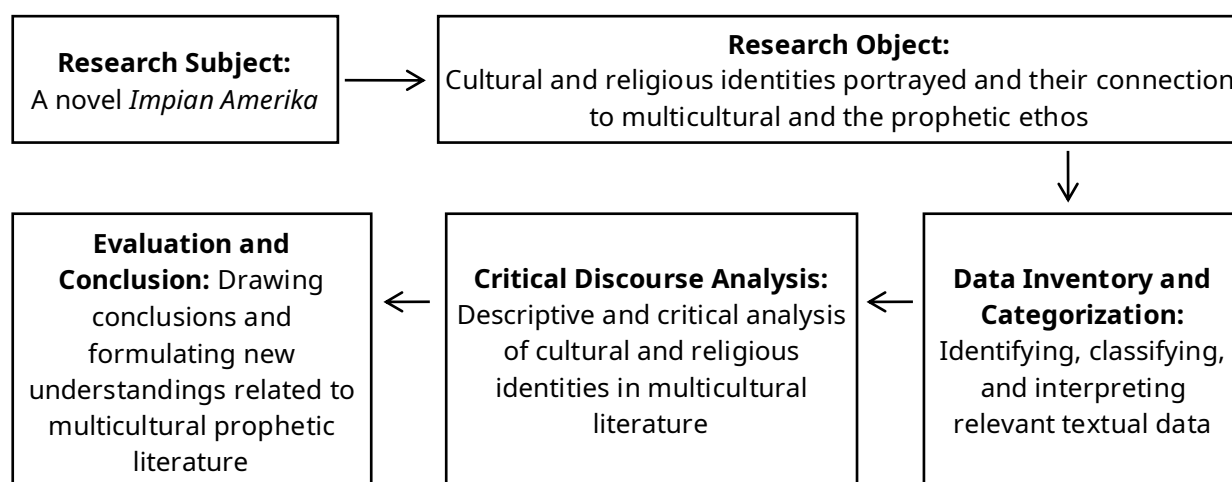 Research Subject:
A novel Impian Amerika
Research Object:
Cultural and religious identities portrayed and their connection
to multicultural and the prophetic ethos
Data Inventory and
Categorization:
Identifying, classifying,
and interpreting
relevant textual data
Critical Discourse Analysis:
Descriptive and critical analysis
of cultural and religious
identities in multicultural
literature
Evaluation and
Conclusion: Drawing
conclusions and
formulating new
understandings related to
multicultural prophetic
literature